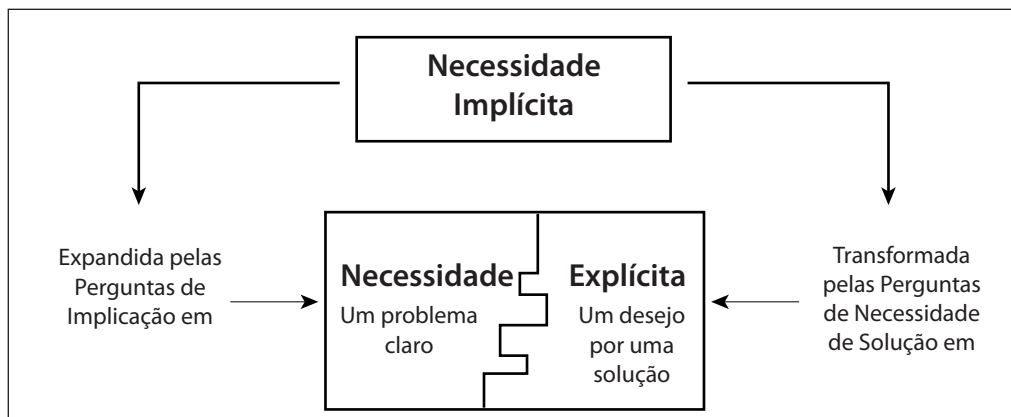 Necessidade
Implícita
Expandida pelas
Perguntas de
Implicação em
Necessidade
Um problema
claro
Explícita
Um desejo
por uma
solução
Transformada
pelas Perguntas
de Necessidade
de Solução em